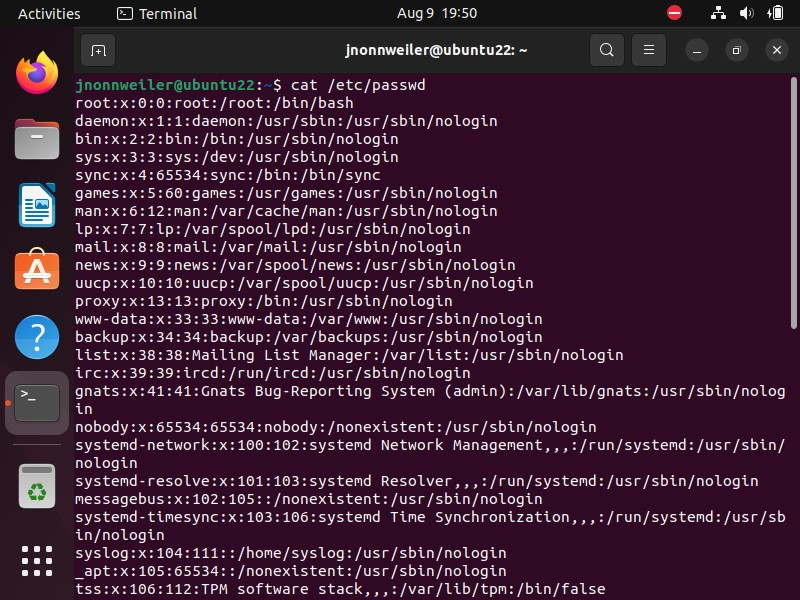 Activities Terminal Aug 9 19:50
jnonnweiler@ubuntu22: ~
jnonnweiler@ubuntu22:~$ cat /etc/passwd
root:x:0:0:root:/root:/bin/bash
daemon:x:1:1:daemon:/usr/sbin:/usr/sbin/nologin
bin:x:2:2:bin:/bin:/usr/sbin/nologin
sys:x:3:3:sys:/dev:/usr/sbin/nologin
sync:x:4:65534:sync:/bin:/bin/sync
games:x:5:60:games:/usr/games:/usr/sbin/nologin
man:x:6:12:man:/var/cache/man:/usr/sbin/nologin
lp:x:7:7:lp:/var/spool/lpd:/usr/sbin/nologin
mail:x:8:8:mail:/var/mail:/usr/sbin/nologin
news:x:9:9:news:/var/spool/news:/usr/sbin/nologin
uucp:x:10:10:uucp:/var/spool/uucp:/usr/sbin/nologin
proxy:x:13:13:proxy:/bin:/usr/sbin/nologin
www-data:x:33:33:www-data:/var/www:/usr/sbin/nologin
backup:x:34:34:backup:/var/backups:/usr/sbin/nologin
list:x:38:38:Mailing List Manager:/var/list:/usr/sbin/nologin
irc:x:39:39:ircd:/run/ircd:/usr/sbin/nologin
gnats:x:41:41:Gnats Bug-Reporting System (admin):/var/lib/gnats:/usr/sbin/nolog
in
nobody:x:65534:65534:nobody:/nonexistent:/usr/sbin/nologin
systemd-network:x:100:102:systemd Network Management,,,:/run/systemd:/usr/sbin/
nologin
systemd-resolve:x:101:103:systemd Resolver,,,:/run/systemd:/usr/sbin/nologin
messagebus:x:102:105::/nonexistent:/usr/sbin/nologin
systemd-timesync:x:103:106:systemd Time Synchronization,,,:/run/systemd:/usr/sb
in/nologin
syslog:x:104:111::/home/syslog:/usr/sbin/nologin
_apt:x:105:65534::/nonexistent:/usr/sbin/nologin
tss:x:106:112:TPM software stack,,,:/var/lib/tpm:/bin/false